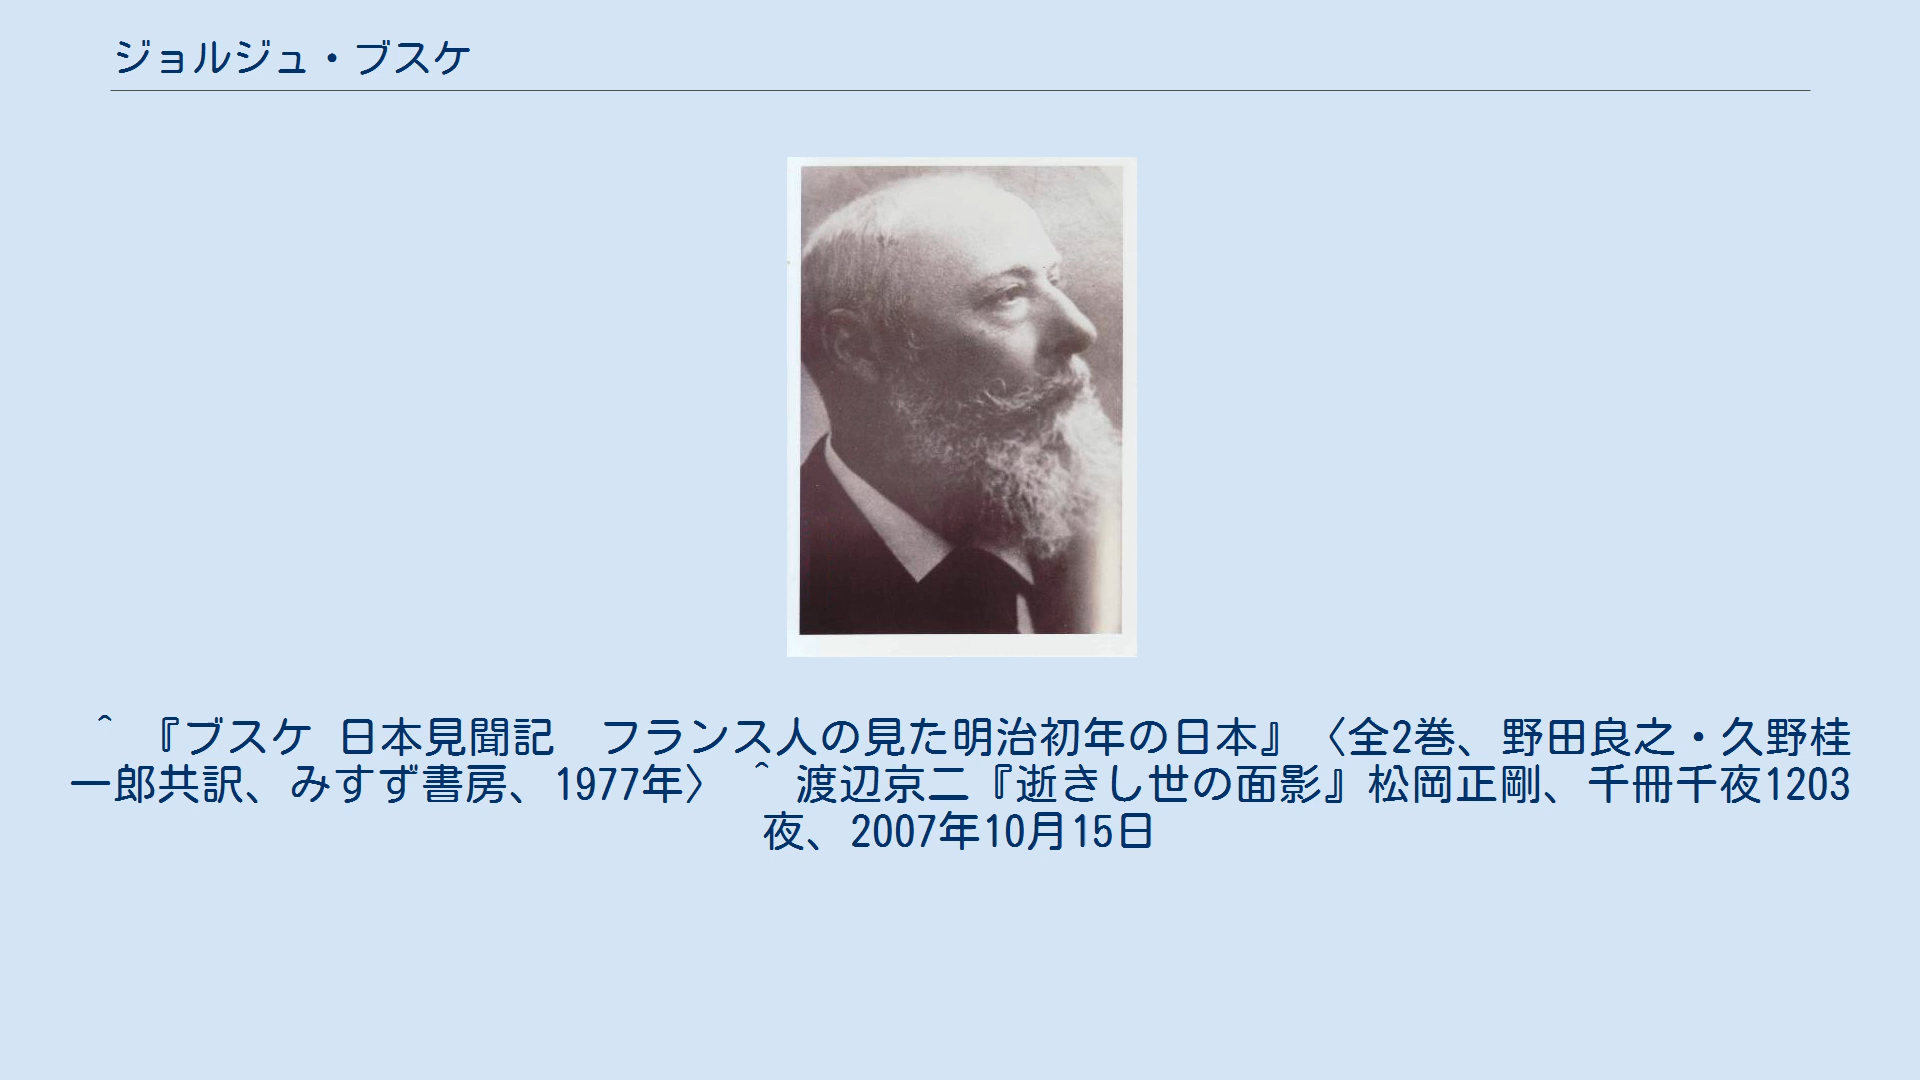 ジョルジュ・ブスケ
^ 『ブスケ 日本見聞記　フランス人の見た明治初年の日本』〈全2巻、野田良之・久野桂
一郎共訳、みすず書房、1977年〉 ^ 渡辺京二『逝きし世の面影』松岡正剛、千冊千夜1203
夜、2007年10月15日